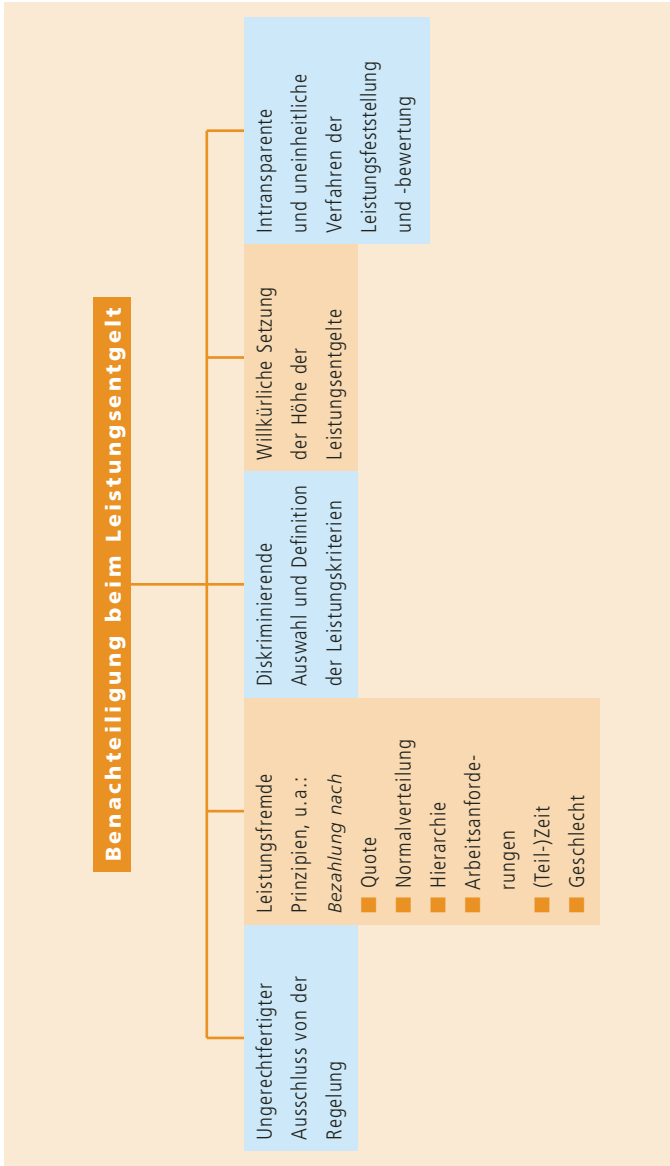 Benachteiligung beim Leistungsentgelt
Ungerechtfertigter
Ausschluss von der
Regelung
Leistungsfremde
Prinzipien, u.a.:
Bezahlung nach
■ Quote
■ Normalverteilung
■ Hierarchie
■ Arbeitsanforde-
rungen
■ (Teil-)Zeit
■ Geschlecht
Diskriminierende
Auswahl und Definition
der Leistungskriterien
Willkürliche Setzung
der Höhe der
Leistungsentgelte
Intransparente
und uneinheitliche
Verfahren der
Leistungsfeststellung
und -bewertung